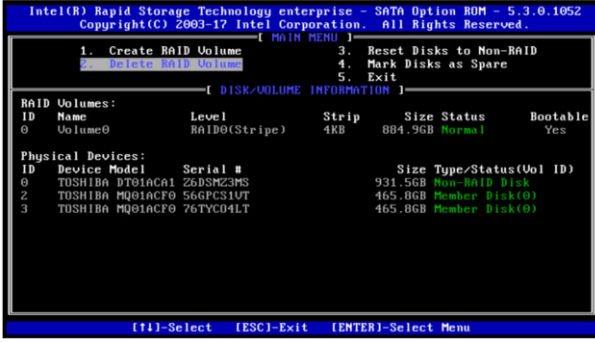 Intel(R) Rapid Storage Technology enterprise - SATA Option ROM - 5.3.0.1052
Copyright(C) 2003-17 Intel Corporation.  All Rights Reserved.
[ MAIN MENU ]
1.  Create RAID Volume    3.  Reset Disks to Non-RAID
2.  Delete RAID Volume    4.  Mark Disks as Spare
5.  Exit
[ DISK/VOLUME INFORMATION ]
RAID Volumes:
ID  Name  Level  Strip  Size Status  Bootable
0  Volume0  RAID0(Stripe)  4KB  884.9GB Normal  Yes
Physical Devices:
ID  Device Model  Serial #  Size Type/Status(Vol ID)
0  TOSHIBA DT01ACA1 Z6DSMZ3MS  931.5GB Non-RAID Disk
2  TOSHIBA MQ01ACF0 56GPCS1VT  465.8GB Member Disk(0)
3  TOSHIBA MQ01ACF0 76TYC04LT  465.8GB Member Disk(0)
[↑↓]-Select  [ESC]-Exit  [ENTER]-Select Menu